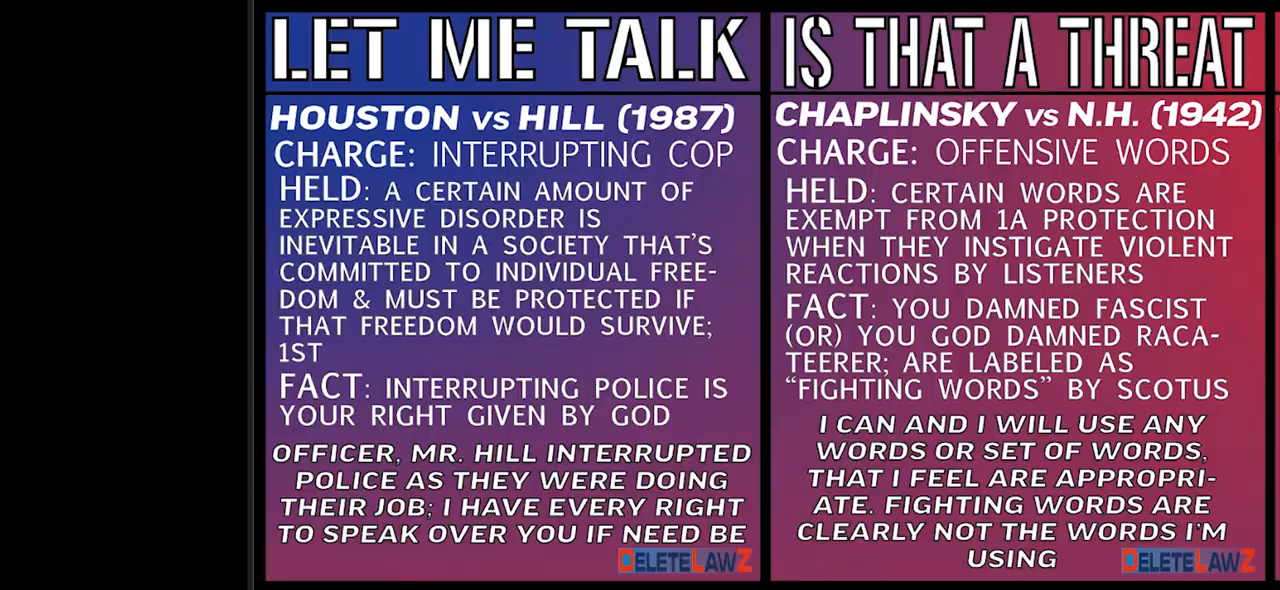 LET ME TALK
HOUSTON vs HILL (1987)
CHARGE: INTERRUPTING COP
HELD: A CERTAIN AMOUNT OF
EXPRESSIVE DISORDER IS
INEVITABLE IN A SOCIETY THAT'S
COMMITTED TO INDIVIDUAL FREE-
DOM & MUST BE PROTECTED IF
THAT FREEDOM WOULD SURVIVE;
1ST
FACT: INTERRUPTING POLICE IS
YOUR RIGHT GIVEN BY GOD
OFFICER, MR. HILL INTERRUPTED
POLICE AS THEY WERE DOING
THEIR JOB; I HAVE EVERY RIGHT
TO SPEAK OVER YOU IF NEED BE
DELETELAWZ
IS THAT A THREAT
CHAPLINSKY vs N.H. (1942)
CHARGE: OFFENSIVE WORDS
HELD: CERTAIN WORDS ARE
EXEMPT FROM 1A PROTECTION
WHEN THEY INSTIGATE VIOLENT
REACTIONS BY LISTENERS
FACT: YOU DAMNED FASCIST
(OR) YOU GOD DAMNED RACA-
TEERER; ARE LABELED AS
“FIGHTING WORDS” BY SCOTUS
I CAN AND I WILL USE ANY
WORDS OR SET OF WORDS,
THAT I FEEL ARE APPROPRI-
ATE. FIGHTING WORDS ARE
CLEARLY NOT THE WORDS I'M
USING
DELETELAWZ